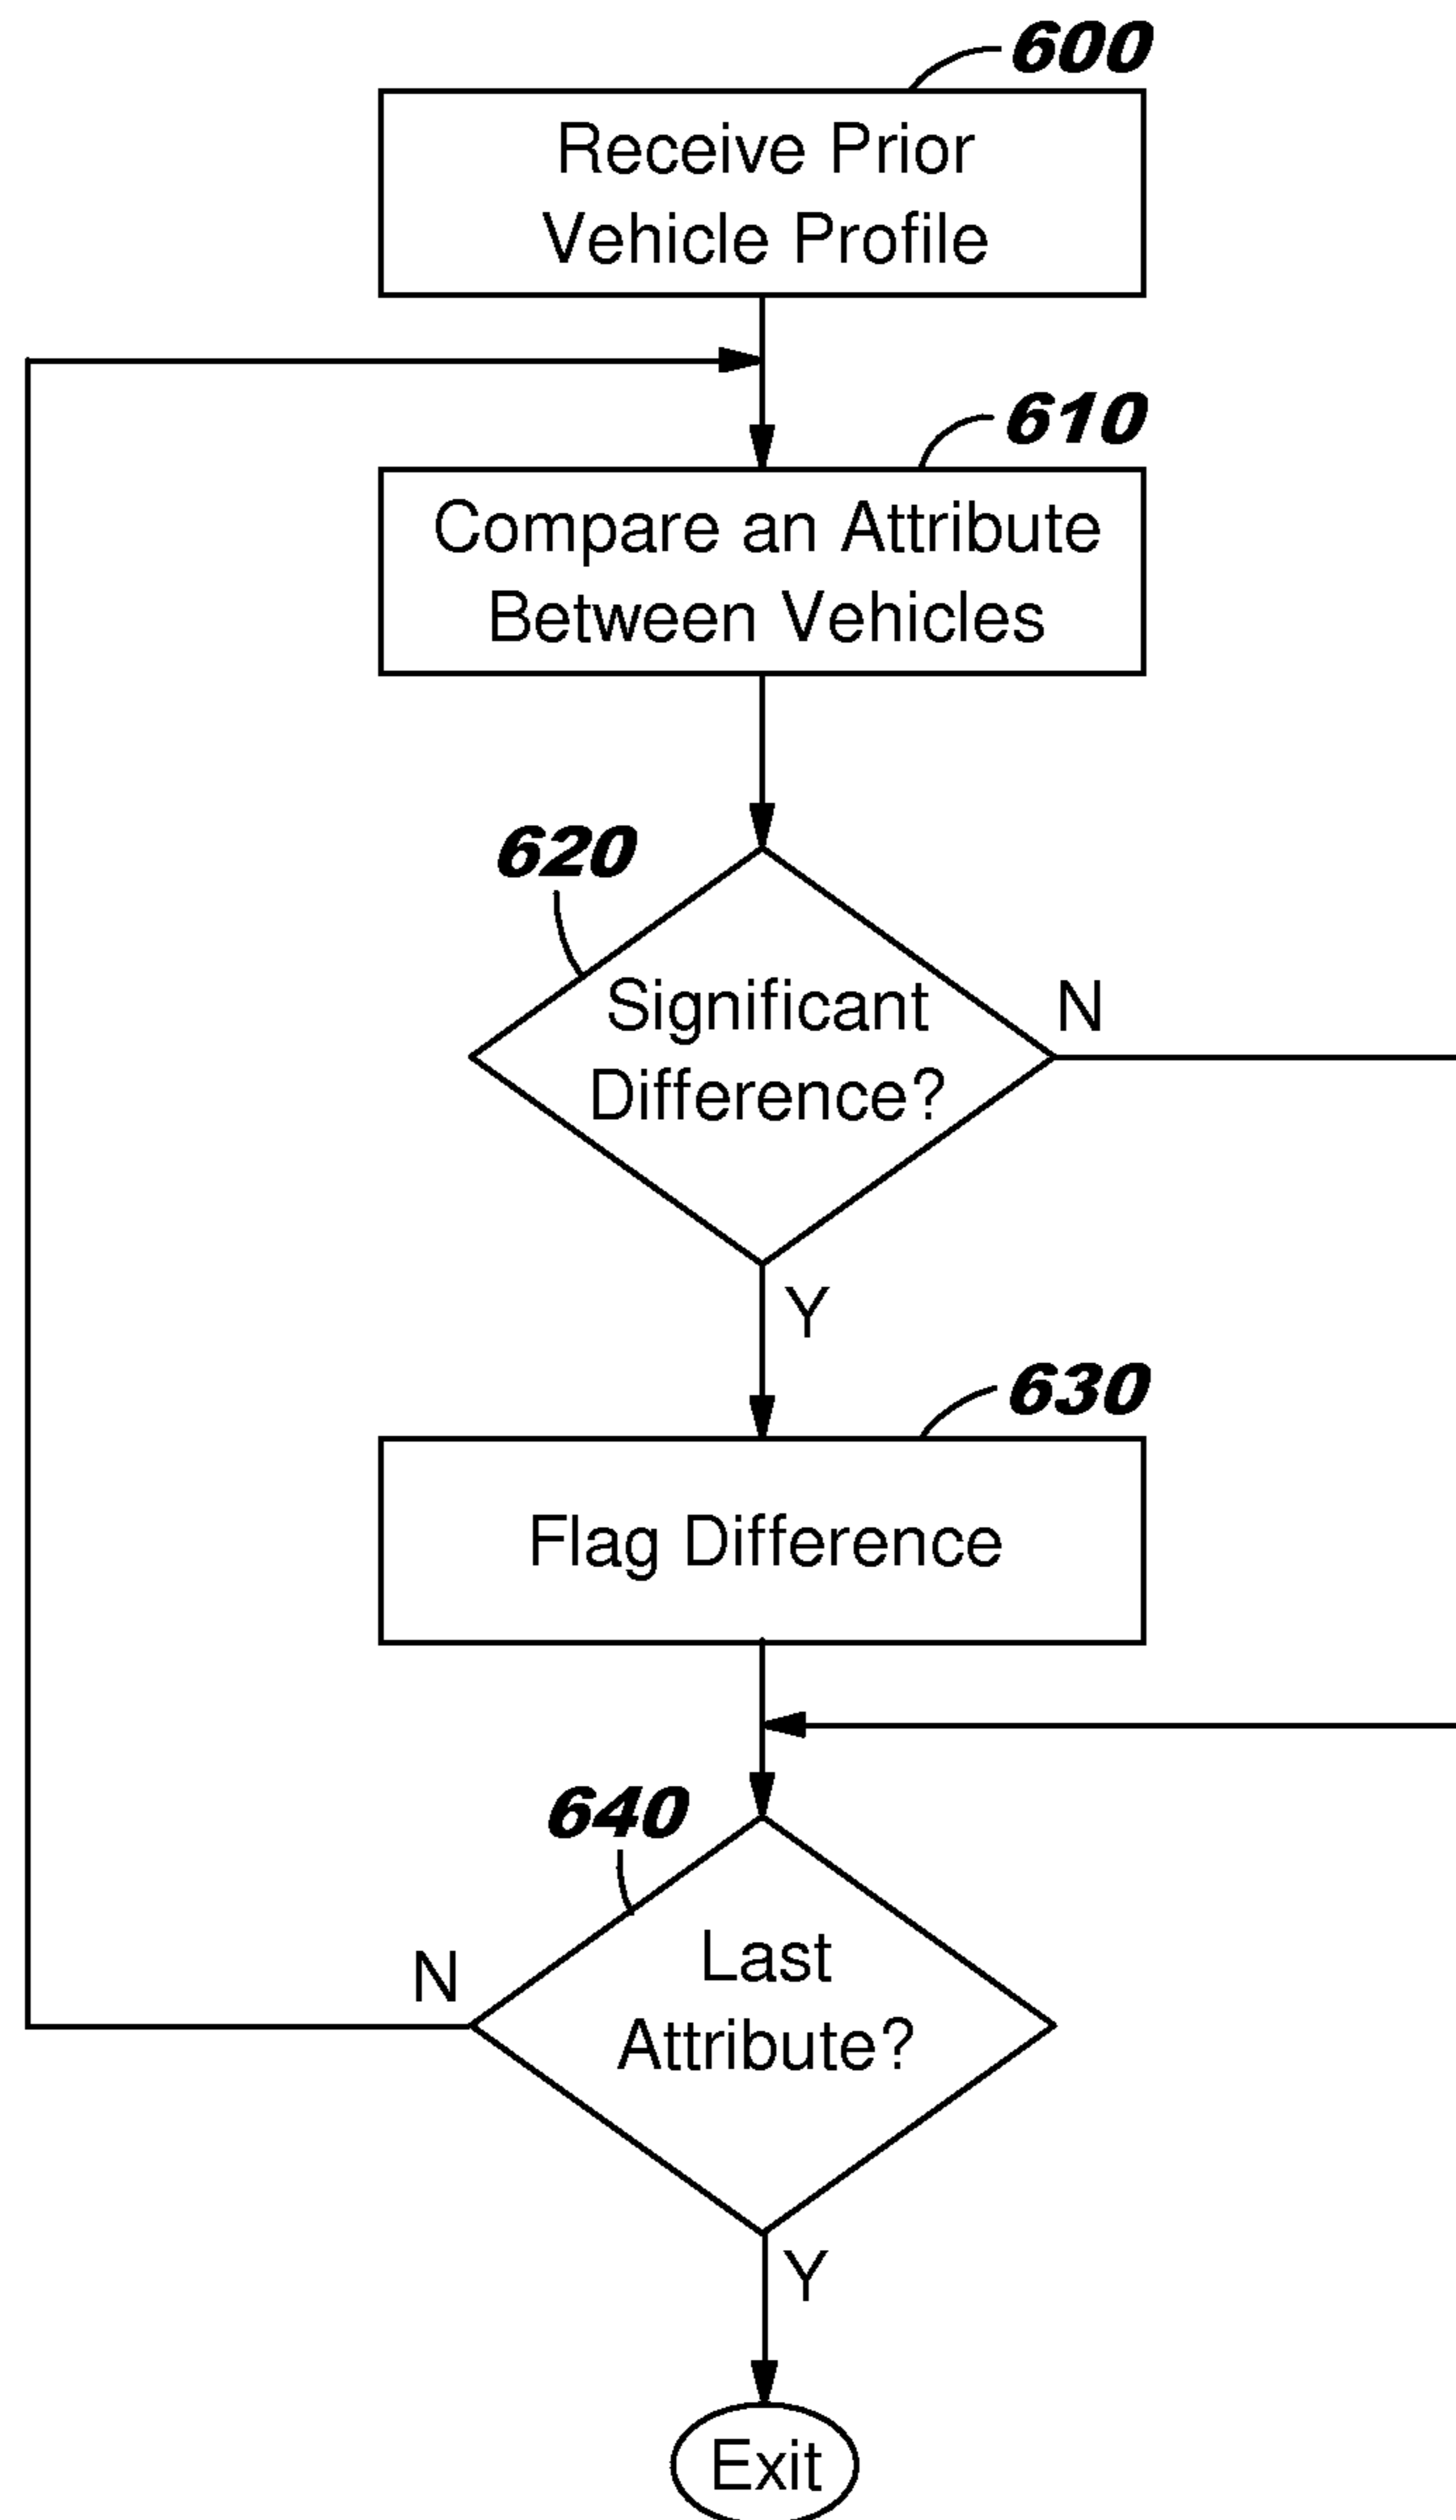 600
Receive Prior
Vehicle Profile
610
Compare an Attribute
Between Vehicles
620
Significant
Difference?
N
Y
630
Flag Difference
640
Last
Attribute?
N
Y
Exit